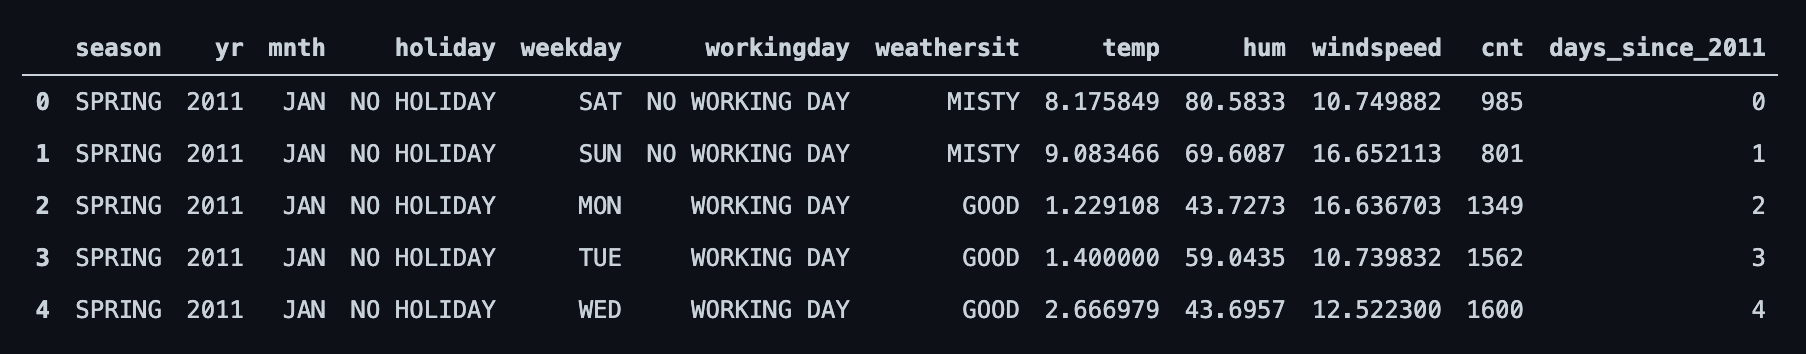 season yr mnth holiday weekday workingday weathersit temp hum windspeed cnt days_since_2011
0 SPRING 2011 JAN NO HOLIDAY SAT NO WORKING DAY MISTY 8.175849 80.5833 10.749882 985 0
1 SPRING 2011 JAN NO HOLIDAY SUN NO WORKING DAY MISTY 9.083466 69.6087 16.652113 801 1
2 SPRING 2011 JAN NO HOLIDAY MON WORKING DAY GOOD 1.229108 43.7273 16.636703 1349 2
3 SPRING 2011 JAN NO HOLIDAY TUE WORKING DAY GOOD 1.400000 59.0435 10.739832 1562 3
4 SPRING 2011 JAN NO HOLIDAY WED WORKING DAY GOOD 2.666979 43.6957 12.522300 1600 4